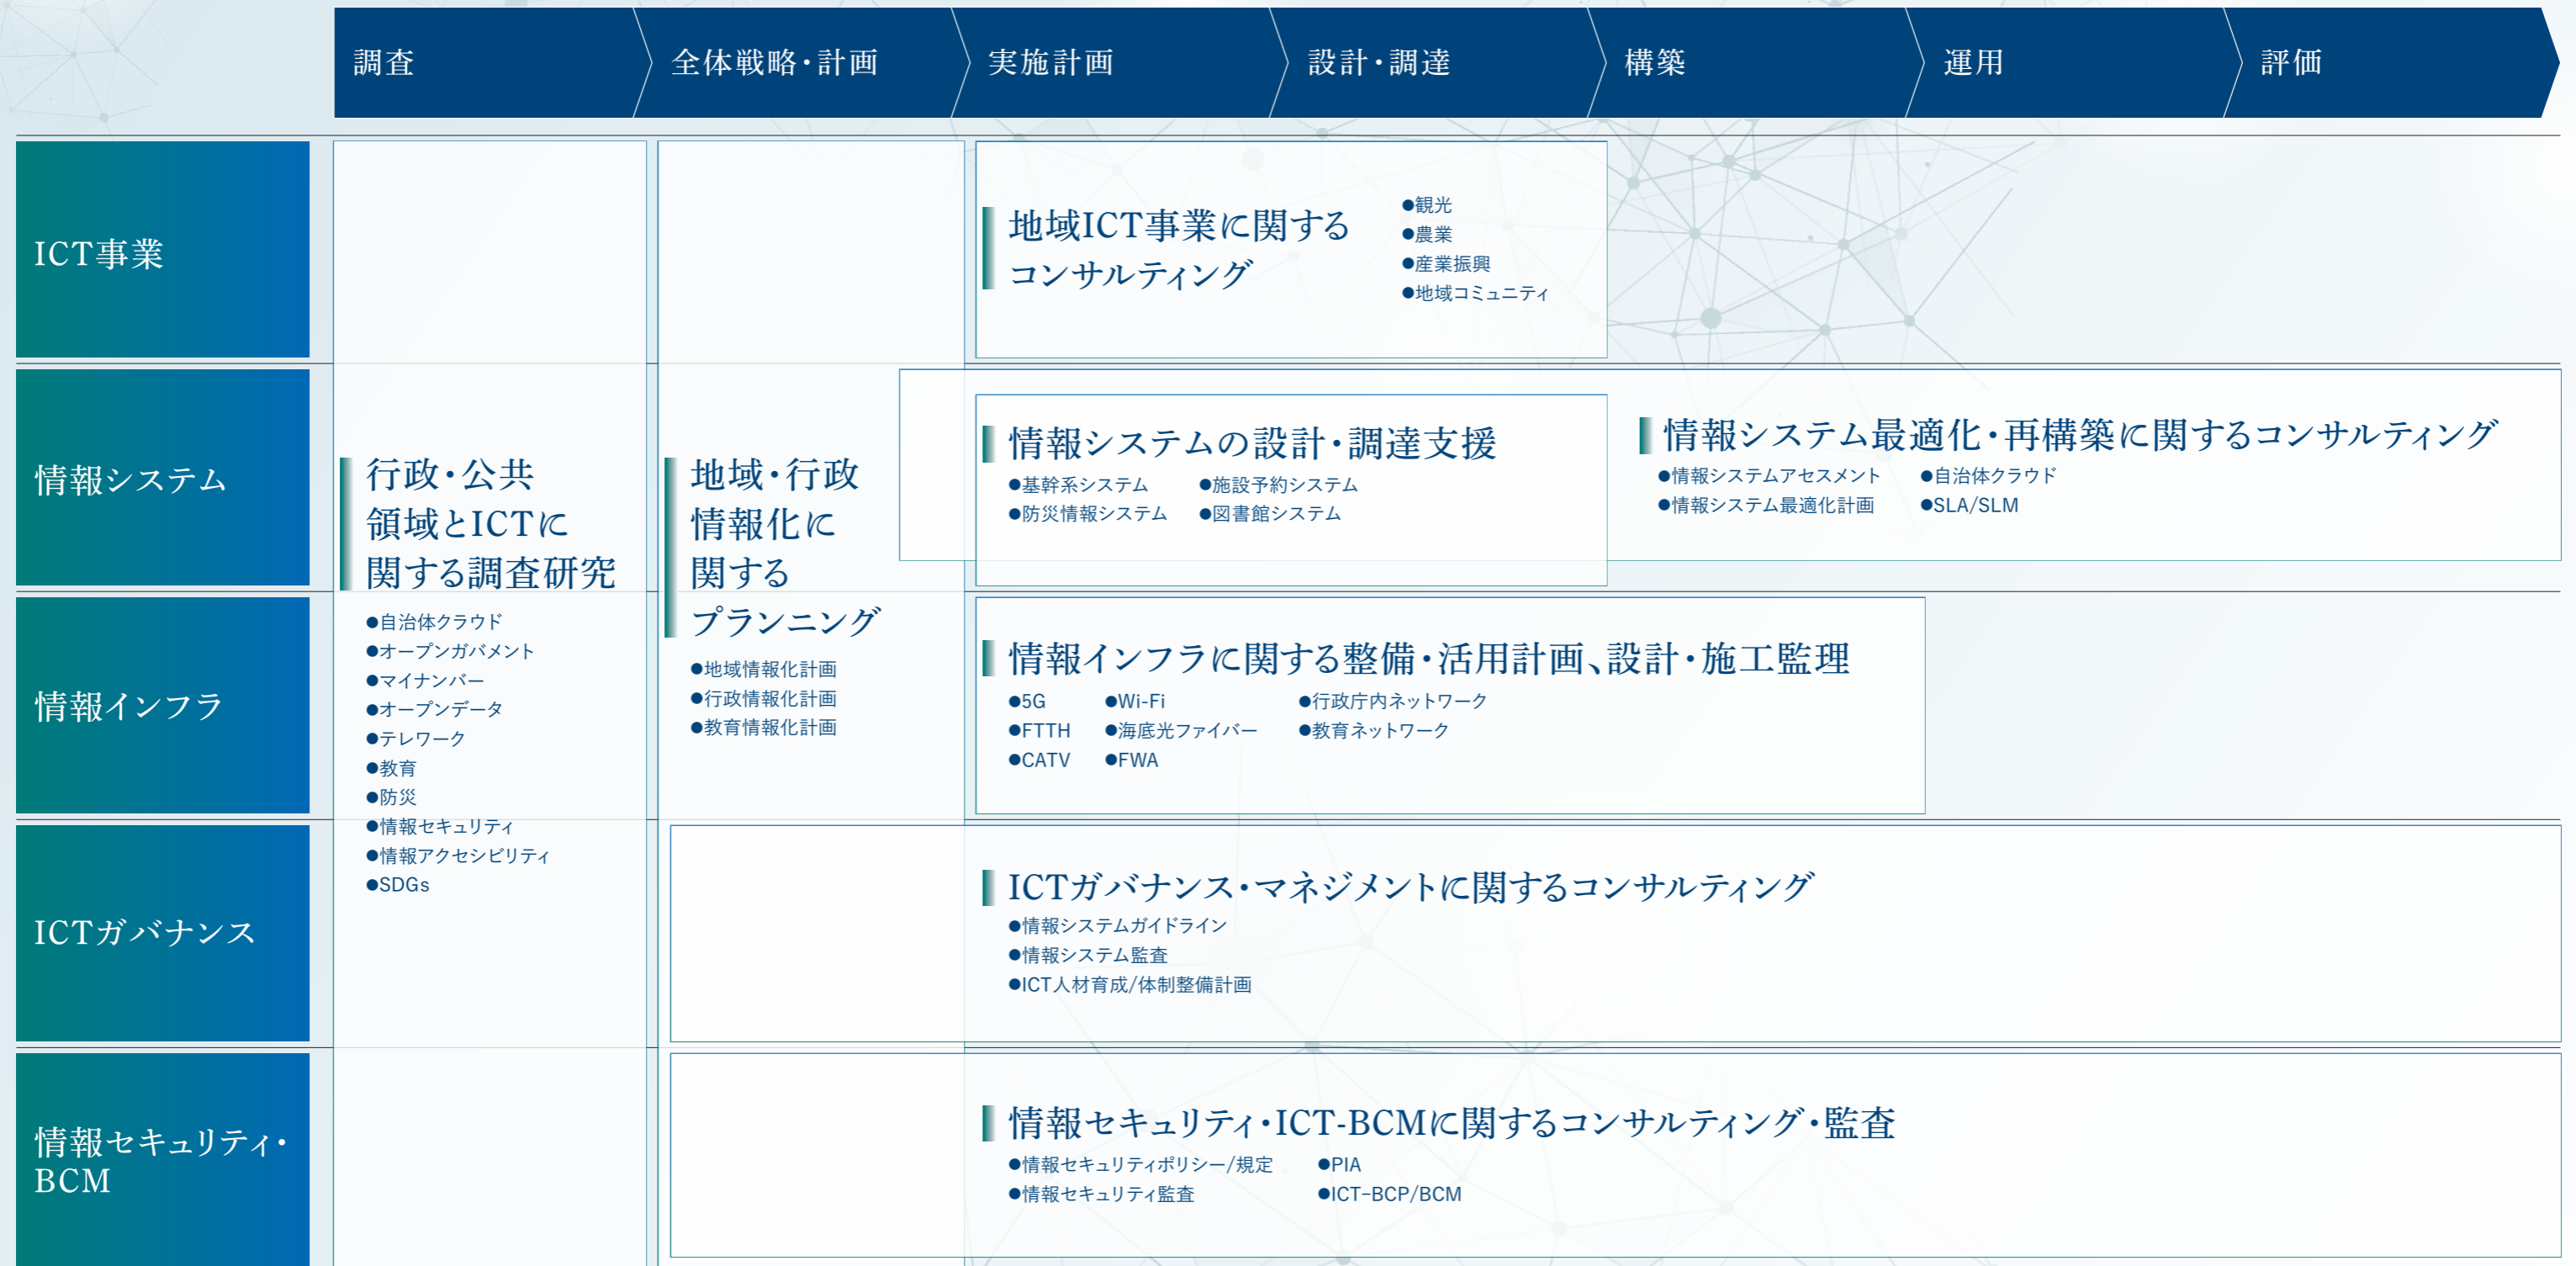 調査
全体戦略・計画
実施計画
設計・調達
構築
運用
評価
ICT事業
地域ICT事業に関する
コンサルティング
●観光
●農業
●産業振興
●地域コミュニティ
情報システム
行政・公共
領域とICTに
関する調査研究
●自治体クラウド
●オープンガバメント
●マイナンバー
●オープンデータ
●テレワーク
●教育
●防災
●情報セキュリティ
●情報アクセシビリティ
●SDGs
地域・行政
情報化に
関する
プランニング
●地域情報化計画
●行政情報化計画
●教育情報化計画
情報システムの設計・調達支援
●基幹系システム
●施設予約システム
●防災情報システム
●図書館システム
情報システム最適化・再構築に関するコンサルティング
●情報システムアセスメント
●自治体クラウド
●情報システム最適化計画
●SLA/SLM
情報インフラ
情報インフラに関する整備・活用計画、設計・施工監理
●5G
●Wi-Fi
●行政庁内ネットワーク
●FTTH
●海底光ファイバー
●教育ネットワーク
●CATV
●FWA
ICTガバナンス
ICTガバナンス・マネジメントに関するコンサルティング
●情報システムガイドライン
●情報システム監査
●ICT人材育成/体制整備計画
情報セキュリティ・
BCM
情報セキュリティ・ICT-BCMに関するコンサルティング・監査
●情報セキュリティポリシー/規定
●PIA
●情報セキュリティ監査
●ICT-BCP/BCM